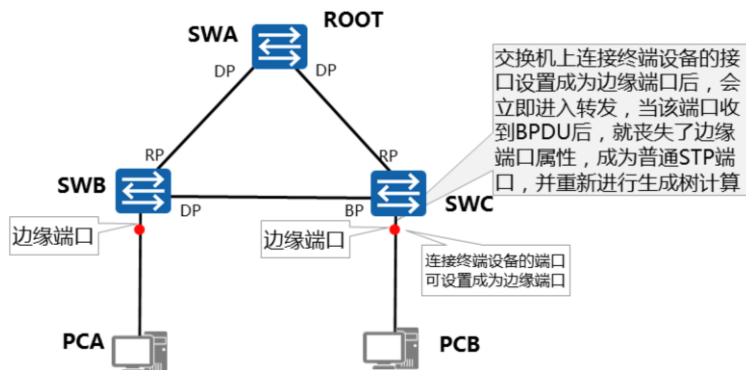 ROOT
SWA
DP
DP
交换机上连接终端设备的接
口设置成为边缘端口后，会
立即进入转发，当该端口收
到BPDU后，就丧失了边缘
端口属性，成为普通STP端
口，并重新进行生成树计算
RP
RP
SWB
SWC
DP
BP
边缘端口
边缘端口
连接终端设备的端口
可设置成为边缘端口
PCA
PCB